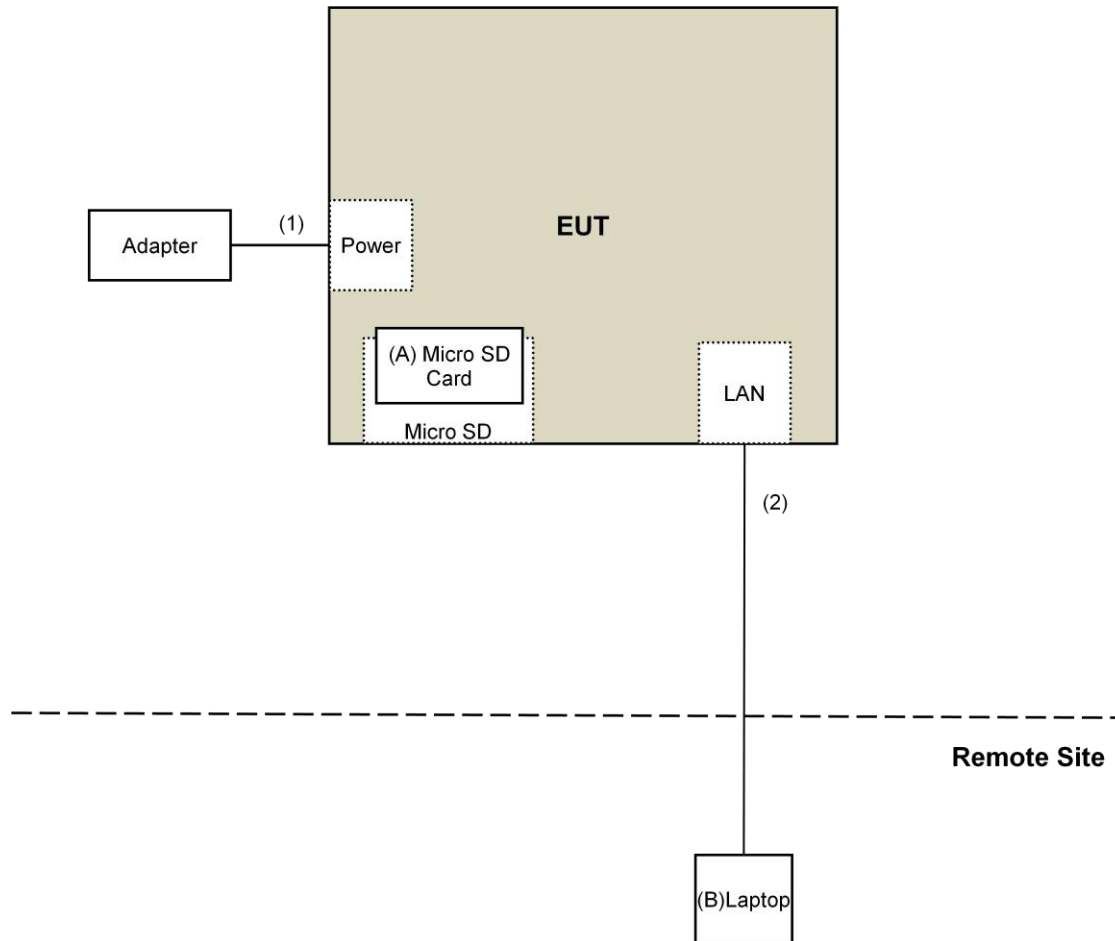 EUT
(1)
Adapter
Power
(A) Micro SD
Card
Micro SD
LAN
(2)
Remote Site
(B)Laptop